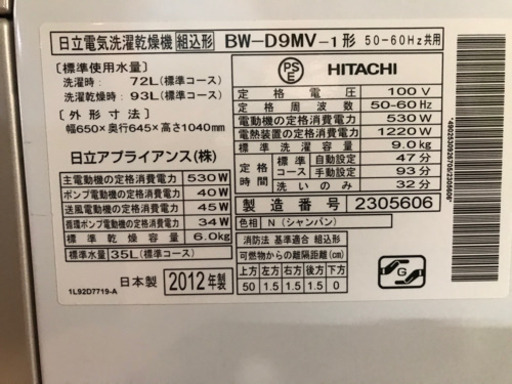 日立電気洗濯乾燥機 組込形 BW-D9MV-1形 50-60Hz共用
〔標準使用水量〕
洗濯時: 72L(標準コース)
洗濯乾燥時: 93L(標準コース)
〔外形寸法〕
幅650×奥行645×高さ1040mm
日立アプライアンス(株)
主電動機の定格消費電力 530W
ポンプ電動機の定格消費電力 40W
送風電動機の定格消費電力 45W
循環ポンプ電動機の定格消費電力 34W
標準乾燥容量 6.0kg
標準水量 35L(標準コース)
日本製 2012年製
1L92D7719-A
PSE HITACHI
定格電圧 100V
定格周波数 50-60Hz
電動機の定格消費電力 530W
電熱装置の定格消費電力 1220W
標準洗濯容量 9.0kg
定格時間 標準コース 自動設定 47分
手動設定 93分
洗いのみ 32分
製造番号 2305606
色相 N(シャンパン)
消防法 基準適合 組込形
可燃物からの離隔距離(cm)
上方 左方 右方 前方 後方 下方
50 1.5 1.5 1.5 1.5 0
G